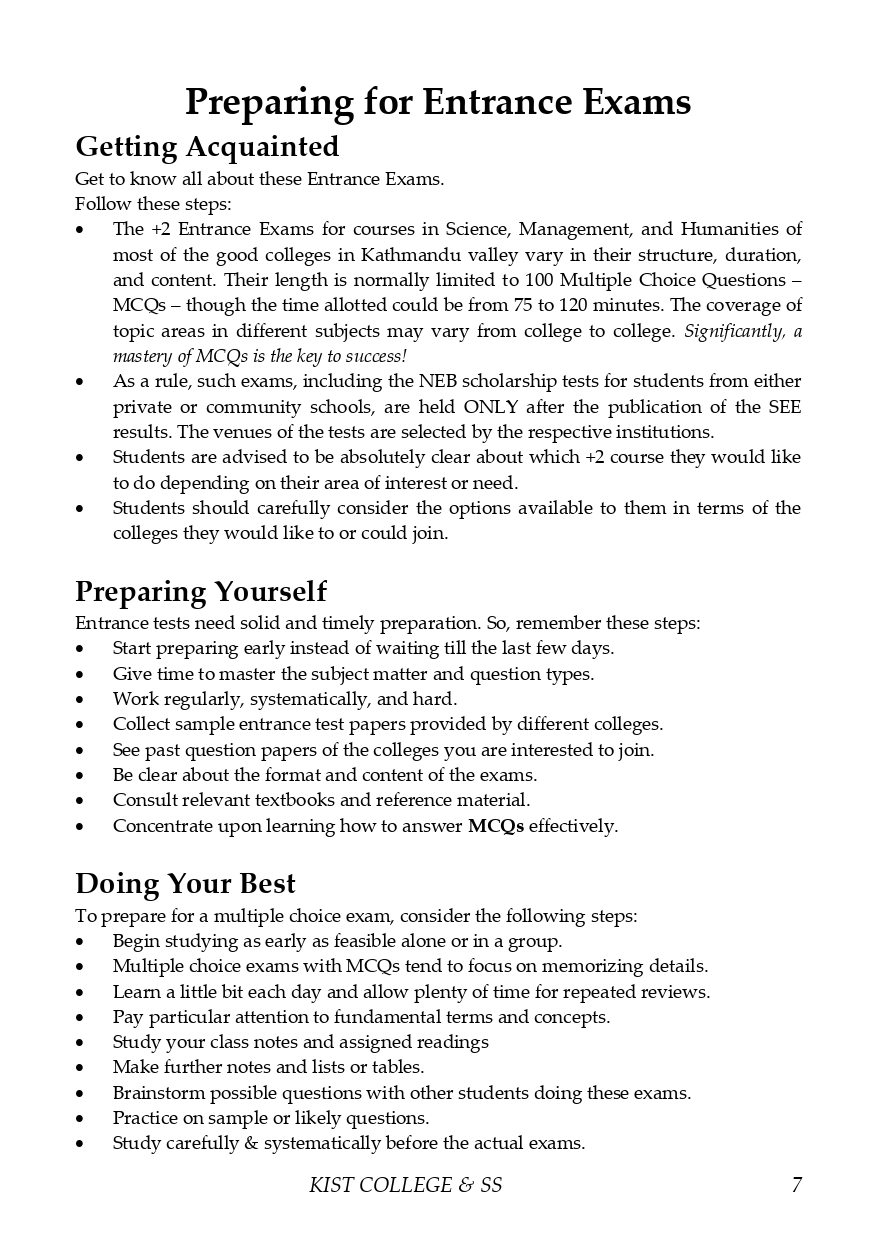 Preparing for Entrance Exams
Getting Acquainted
Get to know all about these Entrance Exams.
Follow these steps:
• The +2 Entrance Exams for courses in Science, Management, and Humanities of
most of the good colleges in Kathmandu valley vary in their structure, duration,
and content. Their length is normally limited to 100 Multiple Choice Questions –
MCQs – though the time allotted could be from 75 to 120 minutes. The coverage of
topic areas in different subjects may vary from college to college. Significantly, a
mastery of MCQs is the key to success!
• As a rule, such exams, including the NEB scholarship tests for students from either
private or community schools, are held ONLY after the publication of the SEE
results. The venues of the tests are selected by the respective institutions.
• Students are advised to be absolutely clear about which +2 course they would like
to do depending on their area of interest or need.
• Students should carefully consider the options available to them in terms of the
colleges they would like to or could join.
Preparing Yourself
Entrance tests need solid and timely preparation. So, remember these steps:
• Start preparing early instead of waiting till the last few days.
• Give time to master the subject matter and question types.
• Work regularly, systematically, and hard.
• Collect sample entrance test papers provided by different colleges.
• See past question papers of the colleges you are interested to join.
• Be clear about the format and content of the exams.
• Consult relevant textbooks and reference material.
• Concentrate upon learning how to answer MCQs effectively.
Doing Your Best
To prepare for a multiple choice exam, consider the following steps:
• Begin studying as early as feasible alone or in a group.
• Multiple choice exams with MCQs tend to focus on memorizing details.
• Learn a little bit each day and allow plenty of time for repeated reviews.
• Pay particular attention to fundamental terms and concepts.
• Study your class notes and assigned readings
• Make further notes and lists or tables.
• Brainstorm possible questions with other students doing these exams.
• Practice on sample or likely questions.
• Study carefully & systematically before the actual exams.
KIST COLLEGE & SS 7